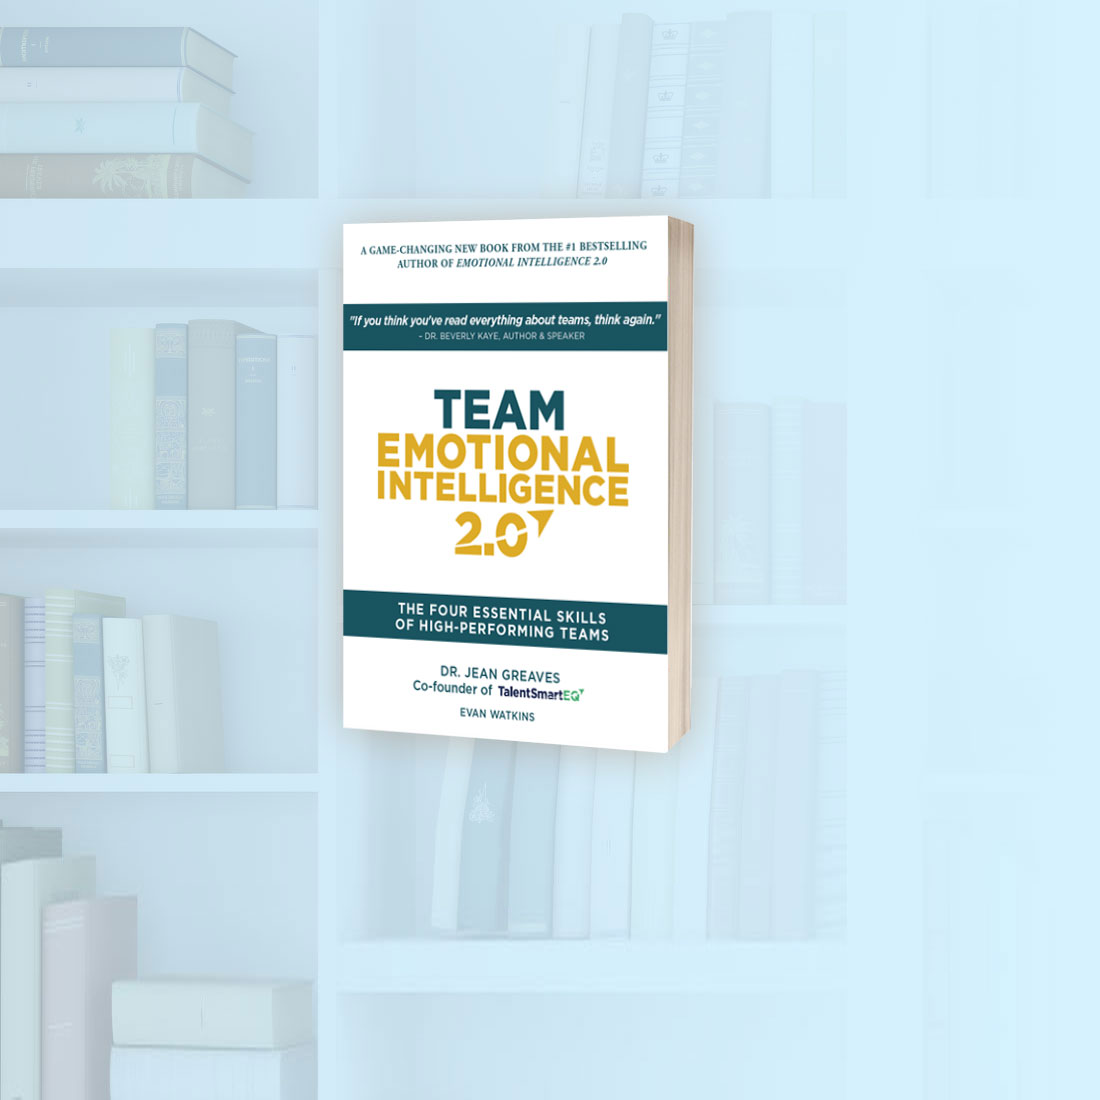 A GAME-CHANGING NEW BOOK FROM THE #1 BESTSELLING
AUTHOR OF EMOTIONAL INTELLIGENCE 2.0
"If you think you've read everything about teams, think again."
– DR. BEVERLY KAYE, AUTHOR & SPEAKER
TEAM
EMOTIONAL
INTELLIGENCE
2.0
THE FOUR ESSENTIAL SKILLS
OF HIGH-PERFORMING TEAMS
DR. JEAN GREAVES
Co-founder of TalentSmartEQ
EVAN WATKINS